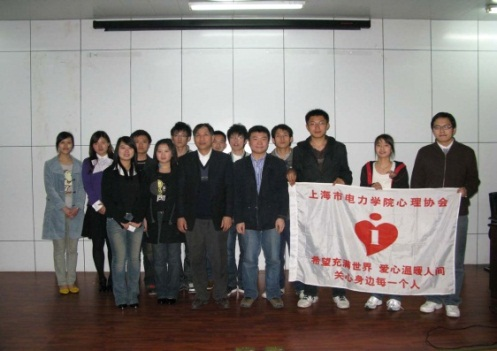 上海市电力学院心理协会
希望充满世界 爱心温暖人间
关心身边每一个人